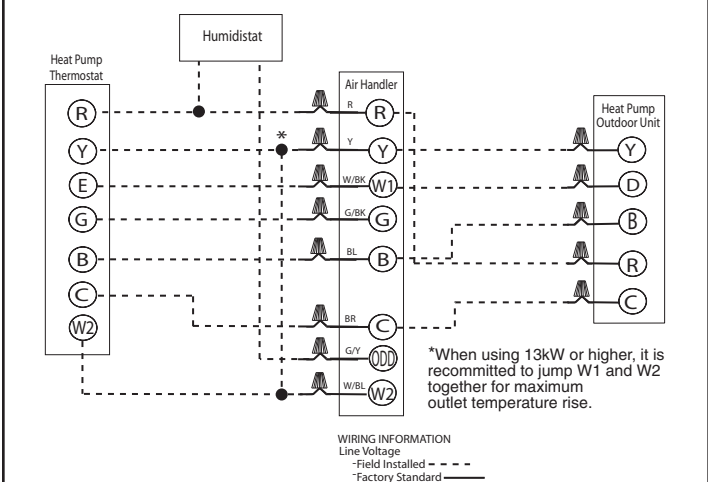 Humidistat
Heat Pump
Thermostat
Air Handler
Heat Pump
Outdoor Unit
R
R
R
Y
*
Y
Y
Y
E
W/BK
W1
D
G
G/BK
G
B
B
BL
B
R
C
BR
C
C
W2
G/Y
ODD
W/BL
W2
*When using 13kW or higher, it is
recommitted to jump W1 and W2
together for maximum
outlet temperature rise.
WIRING INFORMATION
Line Voltage
-Field Installed
-Factory Standard